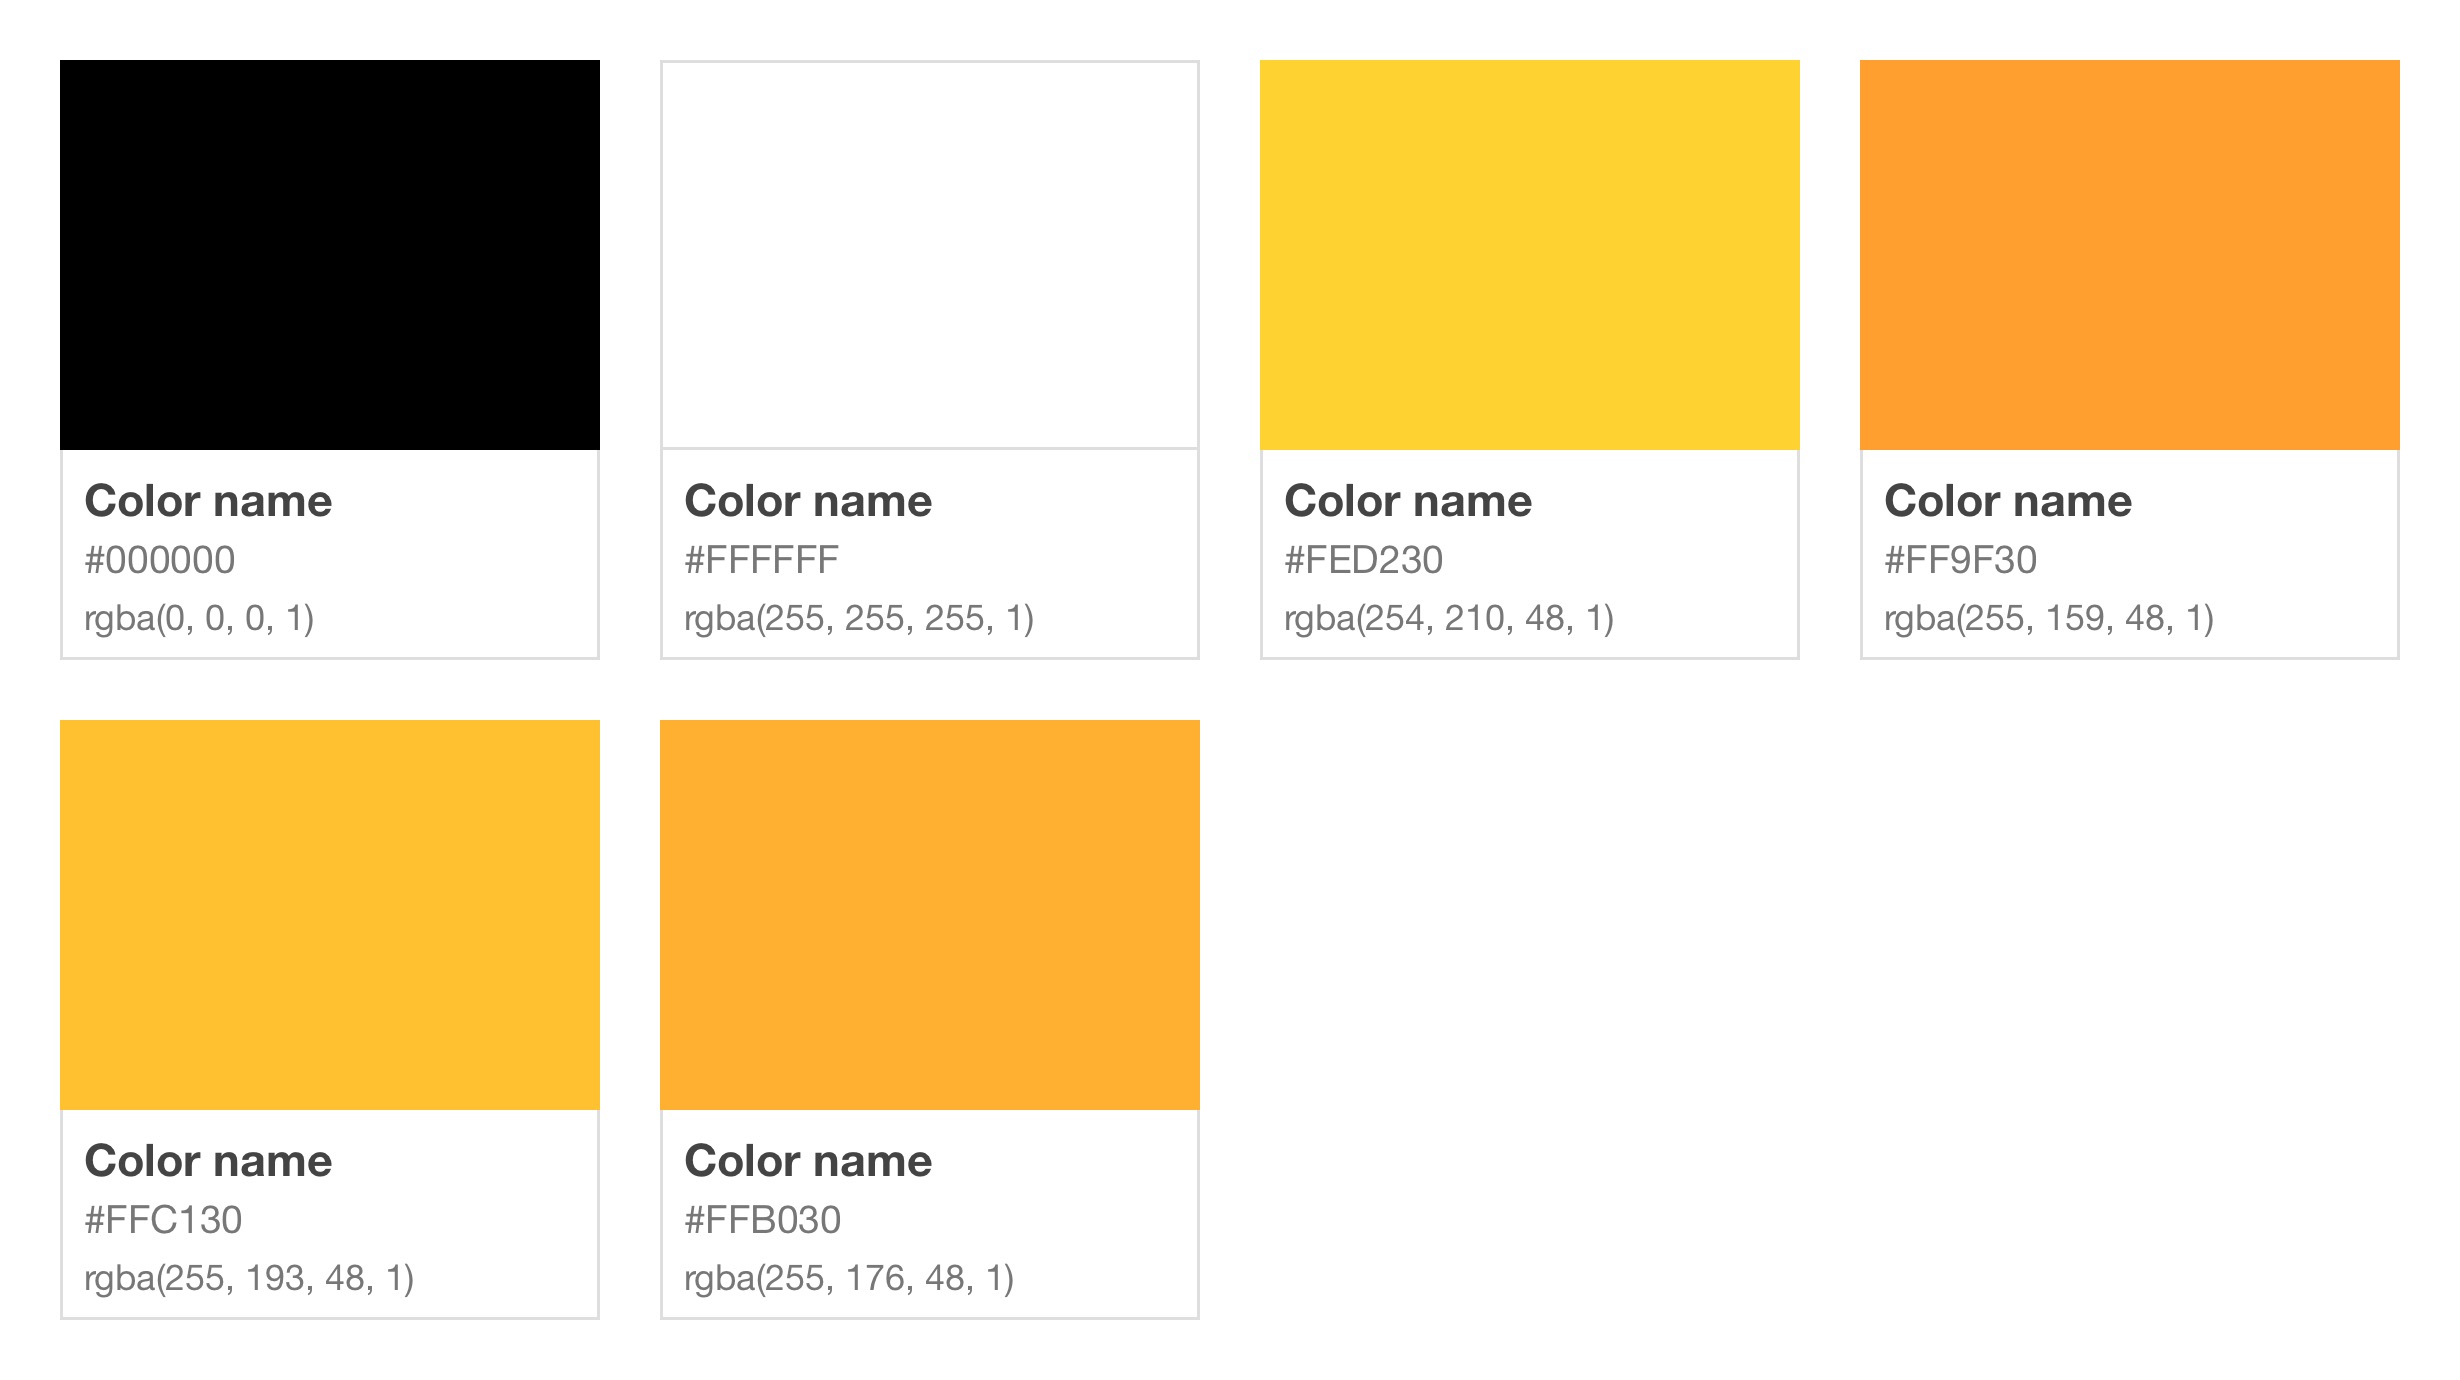 Color name
#000000
rgba(0, 0, 0, 1)
Color name
#FFFFFF
rgba(255, 255, 255, 1)
Color name
#FED230
rgba(254, 210, 48, 1)
Color name
#FF9F30
rgba(255, 159, 48, 1)
Color name
#FFC130
rgba(255, 193, 48, 1)
Color name
#FFB030
rgba(255, 176, 48, 1)